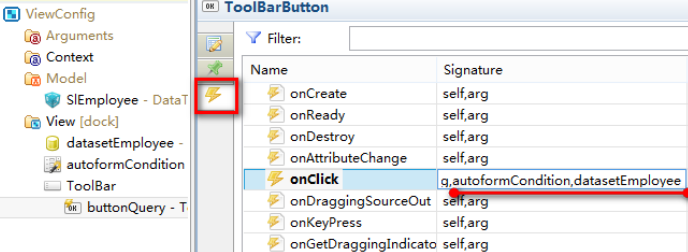 ViewConfig
Arguments
Context
Model
SlEmployee - DataT
View [dock]
datasetEmployee -
autoformCondition
ToolBar
buttonQuery - T
ToolBarButton
Filter:
Name Signature
onCreate self,arg
onReady self,arg
onDestroy self,arg
onAttributeChange self,arg
onClick g,autoformCondition,datasetEmployee
onDraggingSourceOut self,arg
onKeyPress self,arg
onGetDraggingIndicato self,arg